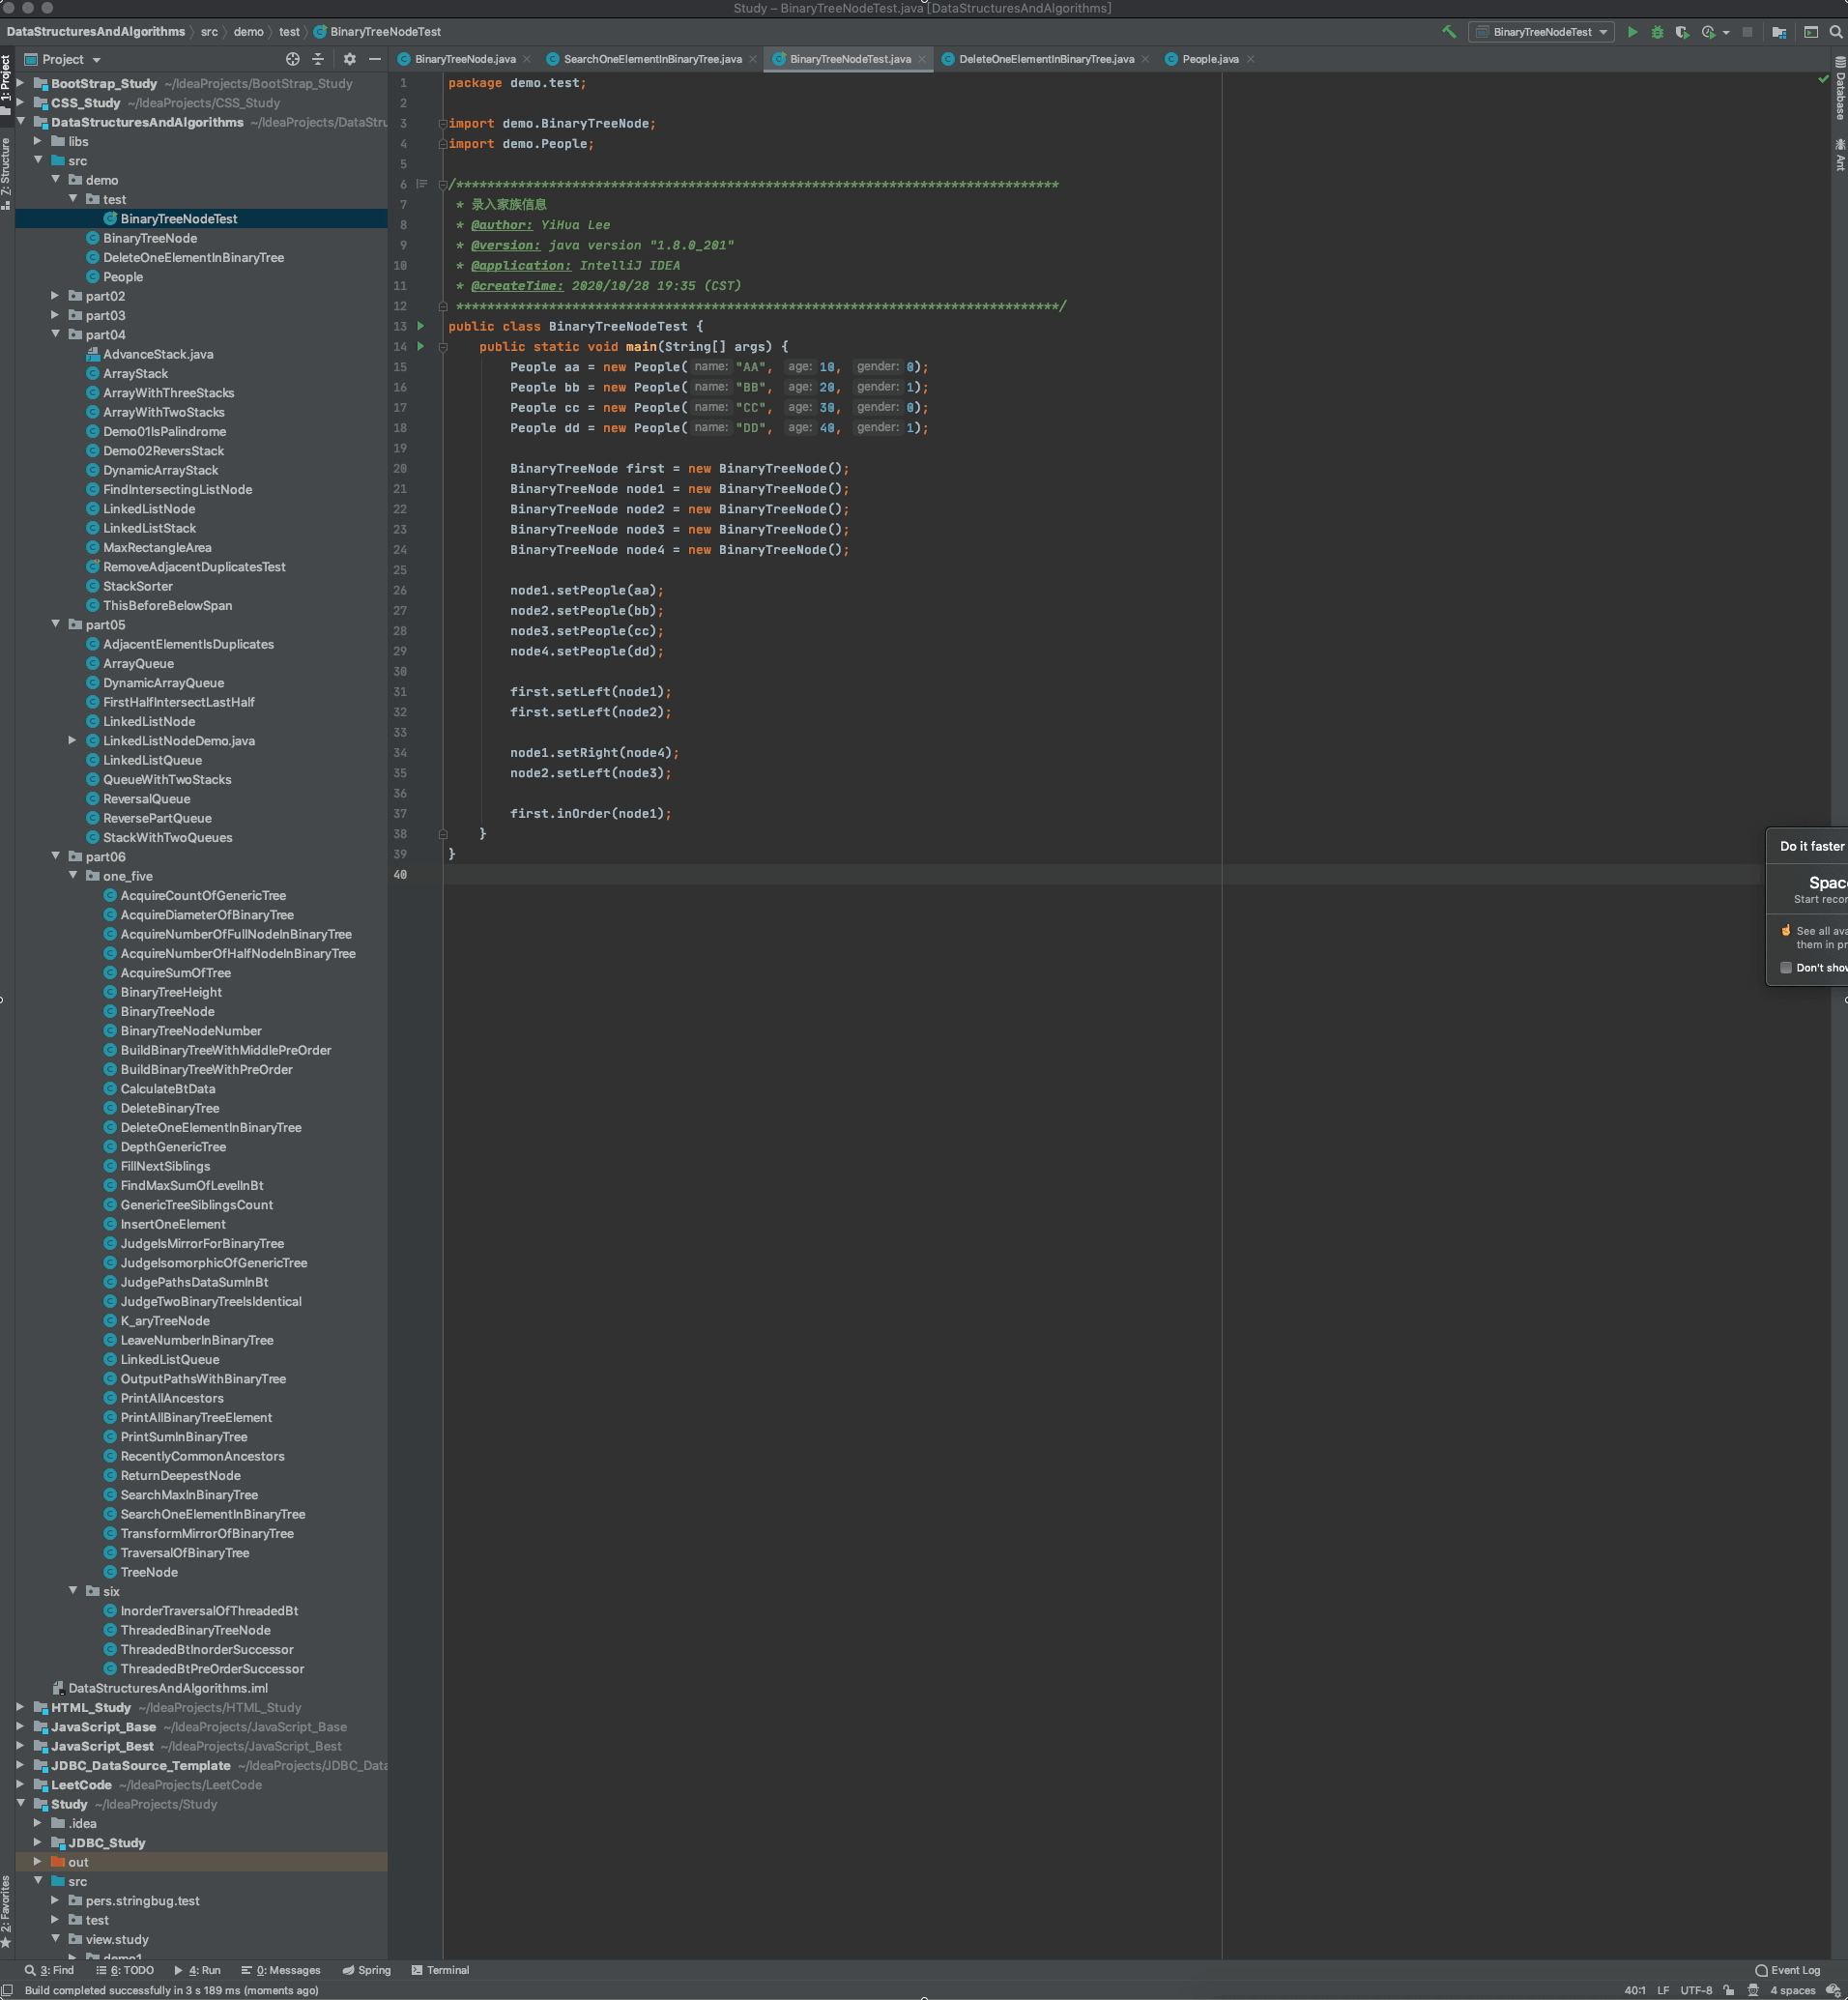 Study – BinaryTreeNodeTest.java [DataStructuresAndAlgorithms]
DataStructuresAndAlgorithms src demo test BinaryTreeNodeTest
BinaryTreeNodeTest
1: Project
Z: Structure
2: Favorites
Database
Ant
Project
BootStrap_Study ~/IdeaProjects/BootStrap_Study
CSS_Study ~/IdeaProjects/CSS_Study
DataStructuresAndAlgorithms ~/IdeaProjects/DataStru
libs
src
demo
test
BinaryTreeNodeTest
BinaryTreeNode
DeleteOneElementInBinaryTree
People
part02
part03
part04
AdvanceStack.java
ArrayStack
ArrayWithThreeStacks
ArrayWithTwoStacks
Demo01IsPalindrome
Demo02ReversStack
DynamicArrayStack
FindIntersectingListNode
LinkedListNode
LinkedListStack
MaxRectangleArea
RemoveAdjacentDuplicatesTest
StackSorter
ThisBeforeBelowSpan
part05
AdjacentElementIsDuplicates
ArrayQueue
DynamicArrayQueue
FirstHalfIntersectLastHalf
LinkedListNode
LinkedListNodeDemo.java
LinkedListQueue
QueueWithTwoStacks
ReversalQueue
ReversePartQueue
StackWithTwoQueues
part06
one_five
AcquireCountOfGenericTree
AcquireDiameterOfBinaryTree
AcquireNumberOfFullNodeInBinaryTree
AcquireNumberOfHalfNodeInBinaryTree
AcquireSumOfTree
BinaryTreeHeight
BinaryTreeNode
BinaryTreeNodeNumber
BuildBinaryTreeWithMiddlePreOrder
BuildBinaryTreeWithPreOrder
CalculateBtData
DeleteBinaryTree
DeleteOneElementInBinaryTree
DepthGenericTree
FillNextSiblings
FindMaxSumOfLevelInBt
GenericTreeSiblingsCount
InsertOneElement
JudgeIsMirrorForBinaryTree
JudgeIsomorphicOfGenericTree
JudgePathsDataSumInBt
JudgeTwoBinaryTreeIsIdentical
K_aryTreeNode
LeaveNumberInBinaryTree
LinkedListQueue
OutputPathsWithBinaryTree
PrintAllAncestors
PrintAllBinaryTreeElement
PrintSumInBinaryTree
RecentlyCommonAncestors
ReturnDeepestNode
SearchMaxInBinaryTree
SearchOneElementInBinaryTree
TransformMirrorOfBinaryTree
TraversalOfBinaryTree
TreeNode
six
InorderTraversalOfThreadedBt
ThreadedBinaryTreeNode
ThreadedBtInorderSuccessor
ThreadedBtPreOrderSuccessor
DataStructuresAndAlgorithms.iml
HTML_Study ~/IdeaProjects/HTML_Study
JavaScript_Base ~/IdeaProjects/JavaScript_Base
JavaScript_Best ~/IdeaProjects/JavaScript_Best
JDBC_DataSource_Template ~/IdeaProjects/JDBC_Data
LeetCode ~/IdeaProjects/LeetCode
Study ~/IdeaProjects/Study
.idea
JDBC_Study
out
src
pers.stringbug.test
test
view.study
demo1
BinaryTreeNode.java SearchOneElementInBinaryTree.java BinaryTreeNodeTest.java DeleteOneElementInBinaryTree.java People.java
1 package demo.test;
2
3 import demo.BinaryTreeNode;
4 import demo.People;
5
6 /******************************************************************************
7 * 录入家族信息
8 * @author: YiHua Lee
9 * @version: java version "1.8.0_201"
10 * @application: IntelliJ IDEA
11 * @createTime: 2020/10/28 19:35 (CST)
12 ******************************************************************************/
13 public class BinaryTreeNodeTest {
14 public static void main(String[] args) {
15 People aa = new People( name: "AA", age: 10, gender: 0);
16 People bb = new People( name: "BB", age: 20, gender: 1);
17 People cc = new People( name: "CC", age: 30, gender: 0);
18 People dd = new People( name: "DD", age: 40, gender: 1);
19
20 BinaryTreeNode first = new BinaryTreeNode();
21 BinaryTreeNode node1 = new BinaryTreeNode();
22 BinaryTreeNode node2 = new BinaryTreeNode();
23 BinaryTreeNode node3 = new BinaryTreeNode();
24 BinaryTreeNode node4 = new BinaryTreeNode();
25
26 node1.setPeople(aa);
27 node2.setPeople(bb);
28 node3.setPeople(cc);
29 node4.setPeople(dd);
30
31 first.setLeft(node1);
32 first.setLeft(node2);
33
34 node1.setRight(node4);
35 node2.setLeft(node3);
36
37 first.inOrder(node1);
38 }
39 }
40
Do it faster
Spac
Start recor
See all ava
them in pr
Don't show
3: Find 6: TODO 4: Run 0: Messages Spring Terminal Event Log
Build completed successfully in 3 s 189 ms (moments ago) 40:1 LF UTF-8 4 spaces